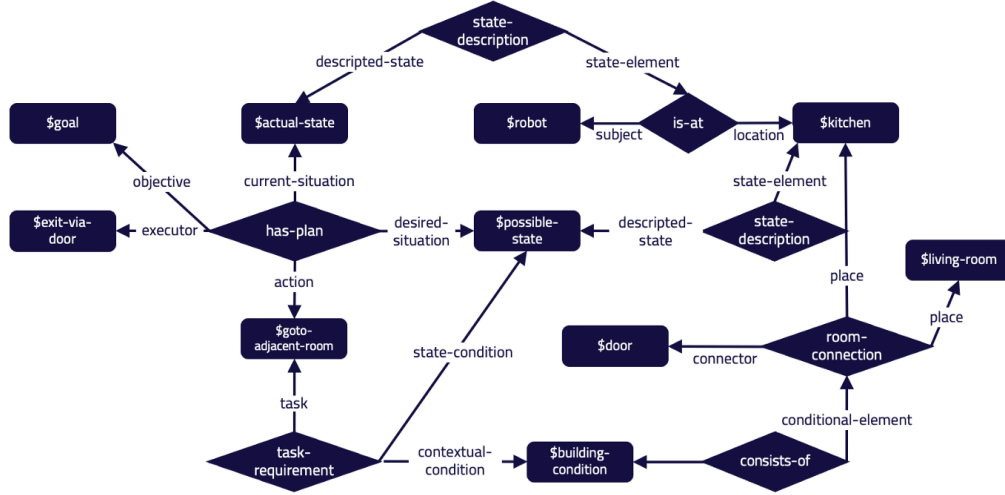 state-
description
descripted-state
state-element
$goal
$actual-state
$robot
is-at
$kitchen
subject
location
objective
current-situation
state-element
$exit-via-
door
executor
has-plan
desired-
situation
$possible-
state
descripted-
state
state-
description
$living-room
action
place
place
$goto-
adjacent-room
state-condition
$door
connector
room-
connection
task
conditional-element
task-
requirement
contextual-
condition
$building-
condition
consists-of